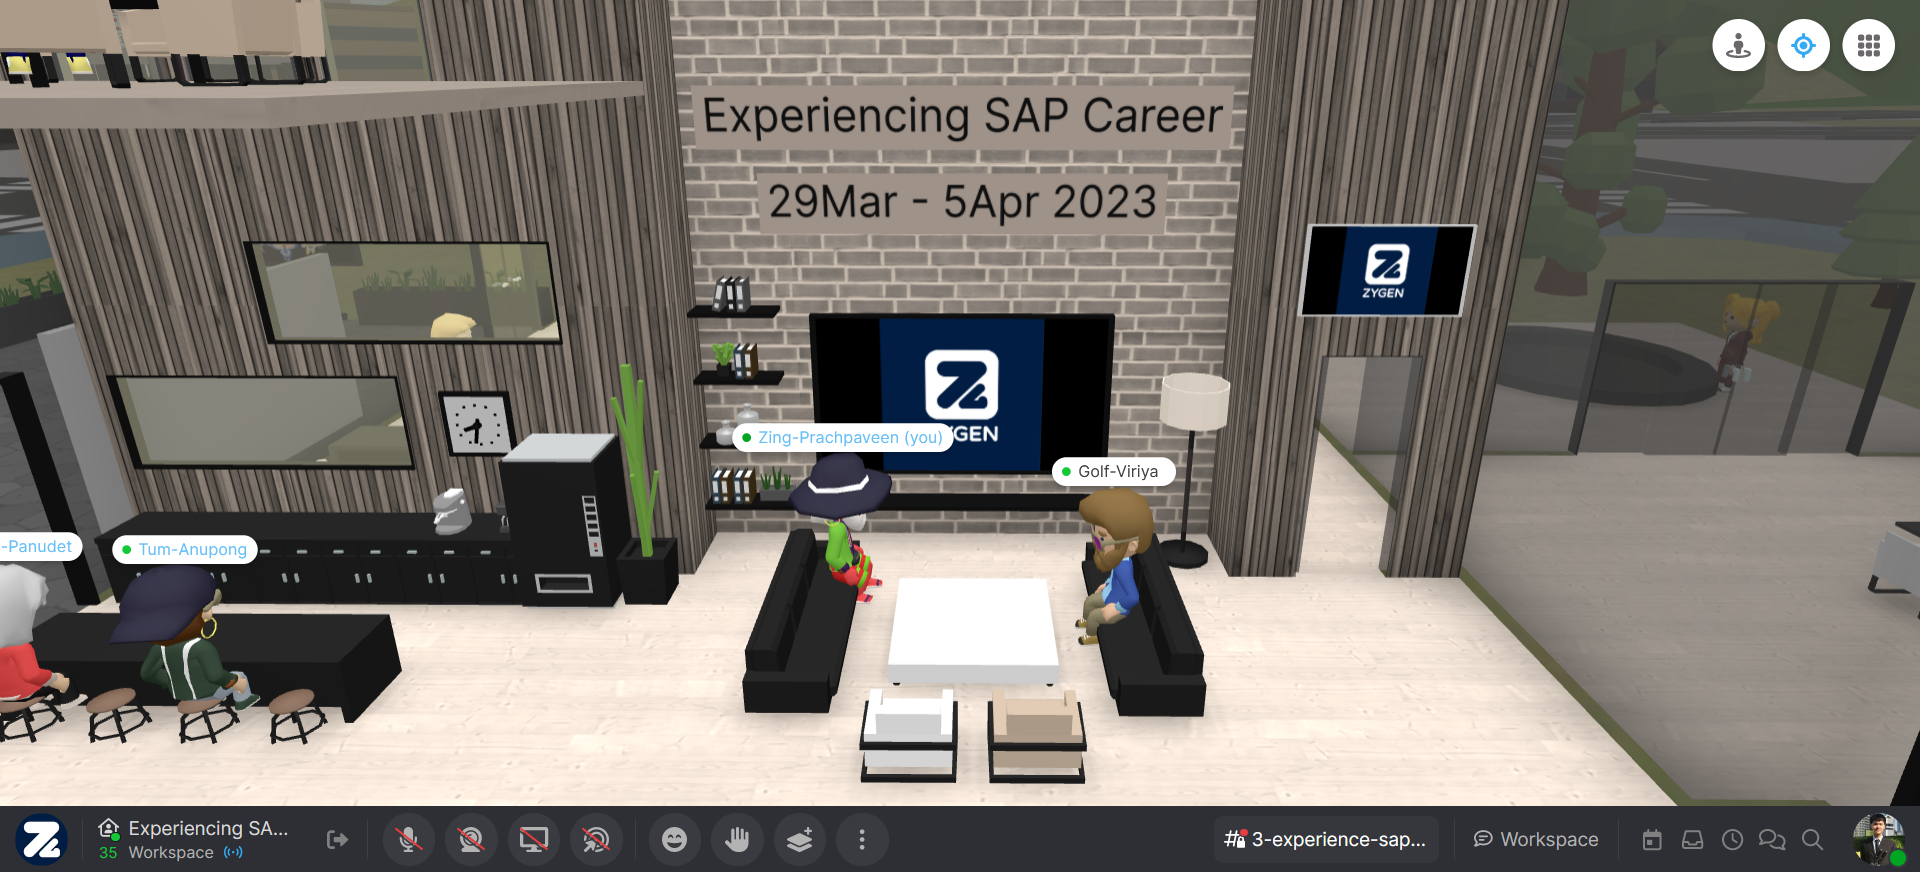 Experiencing SAP Career
29Mar - 5Apr 2023
ZYGEN
YGEN
Zing-Prachpaveen (you)
Golf-Viriya
-Panudet
Tum-Anupong
Experiencing SA...
35 Workspace
3-experience-sap...
Workspace